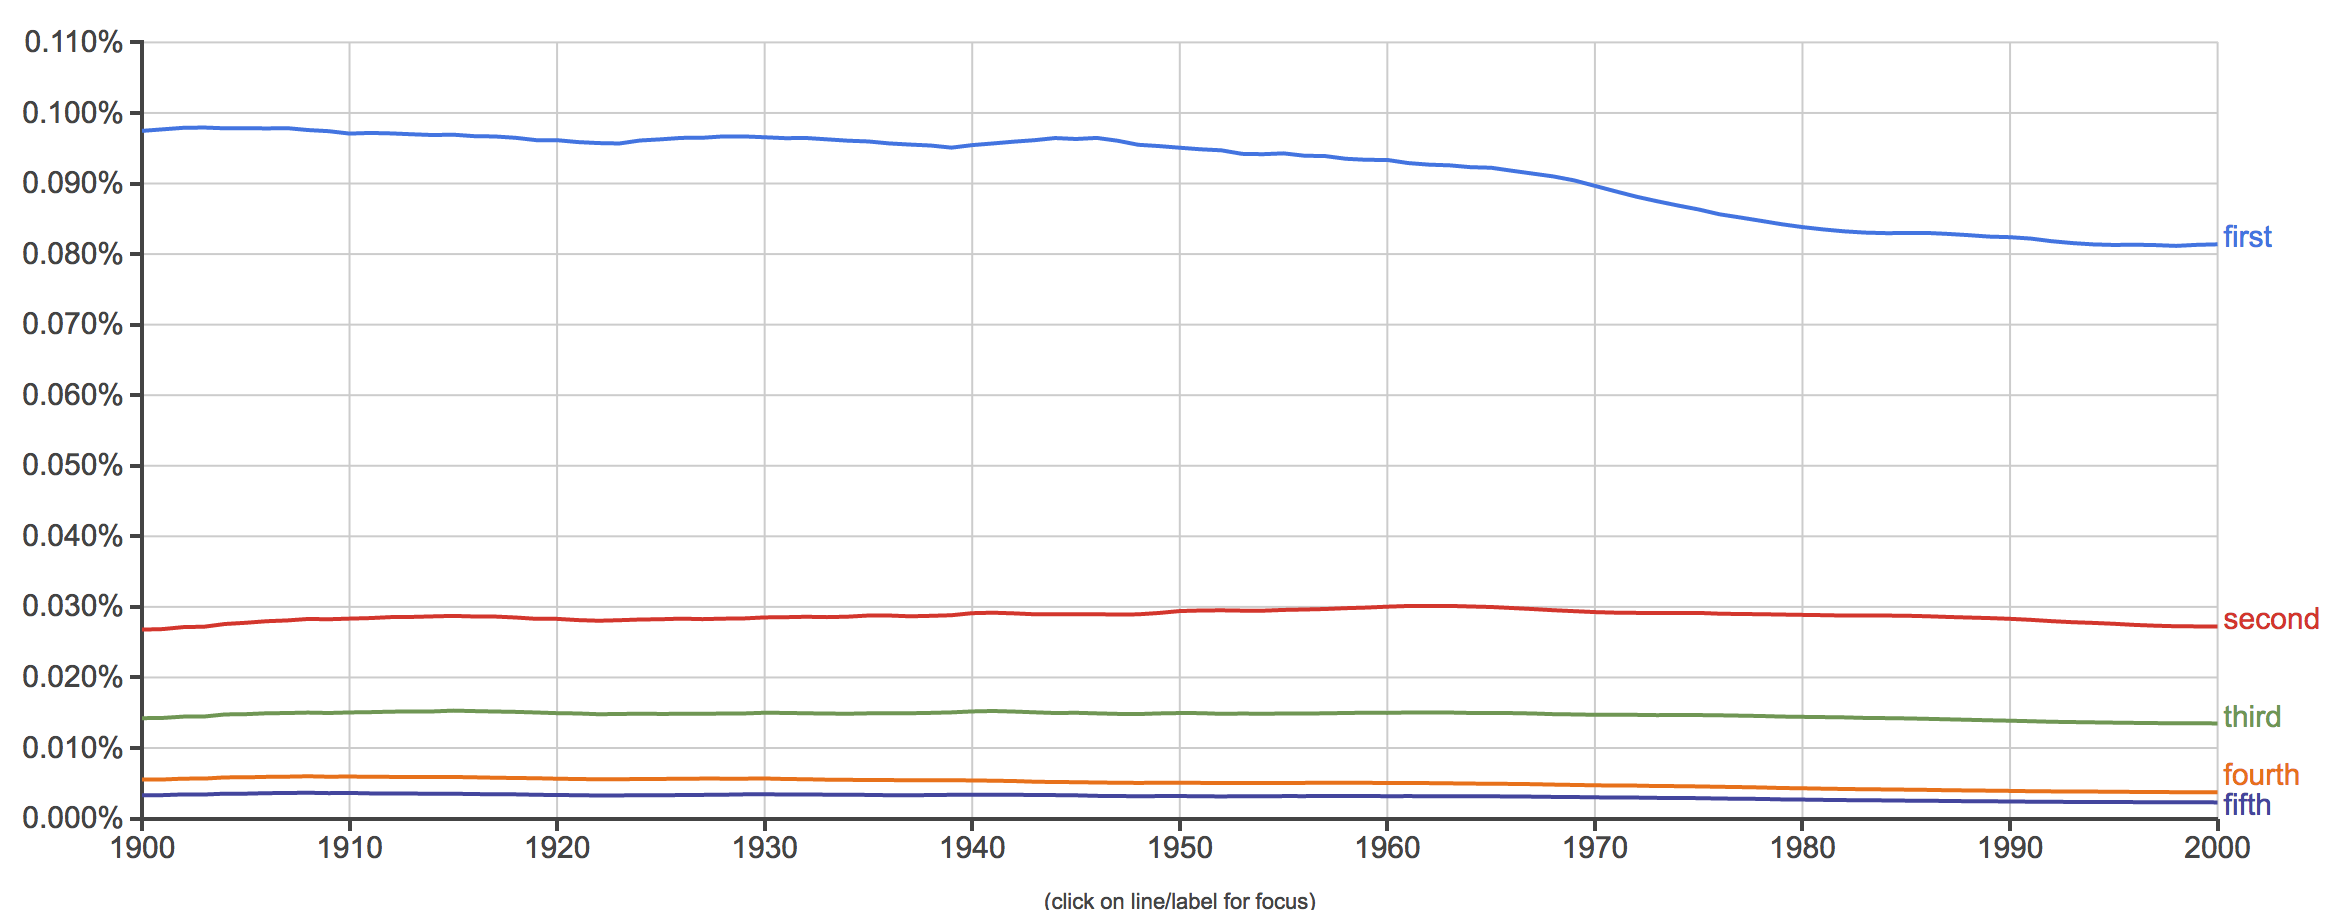 0.110%
0.100%
0.090%
0.080%
first
0.070%
0.060%
0.050%
0.040%
0.030%
second
0.020%
third
0.010%
fourth
fifth
0.000%
1900 1910 1920 1930 1940 1950 1960 1970 1980 1990 2000
(click on line/label for focus)